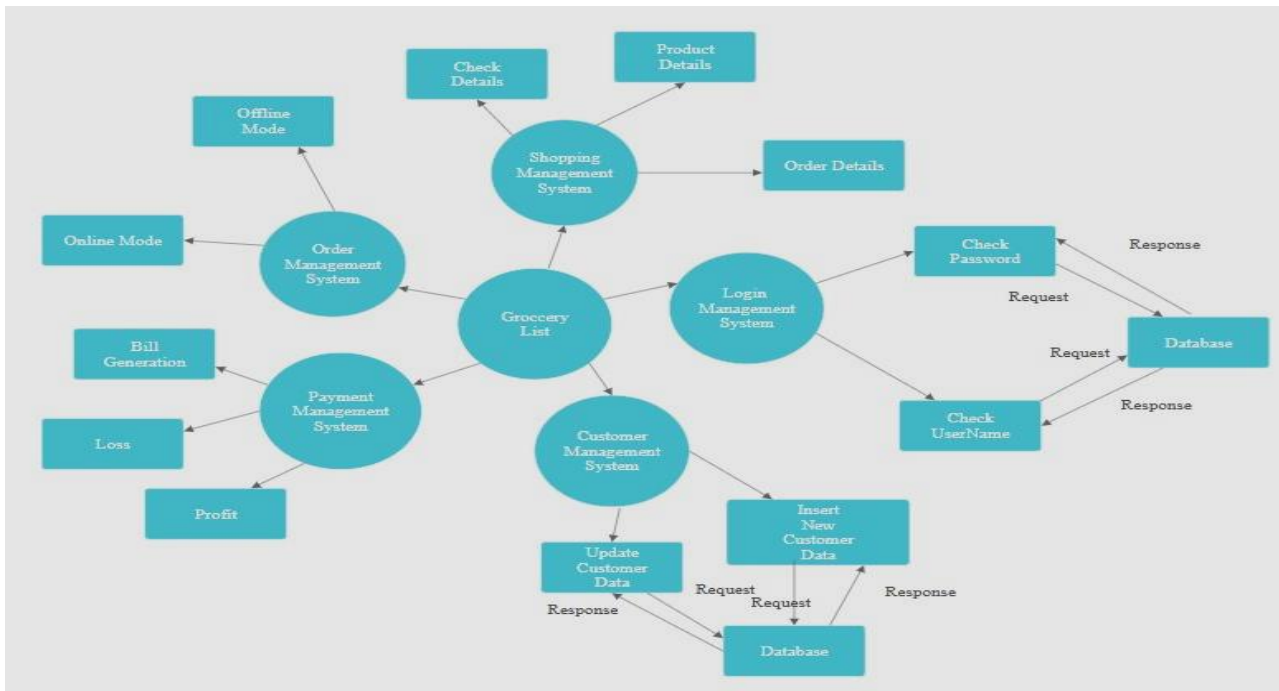 Product
Details
Check
Details
Offline
Mode
Shopping
Management
System
Order Details
Online Mode
Order
Management
System
Check
Password
Response
Login
Management
System
Request
Groccery
List
Bill
Generation
Request
Database
Payment
Management
System
Response
Loss
Customer
Management
System
Check
UserName
Profit
Insert
New
Customer
Data
Update
Customer
Data
Request
Request
Response
Response
Database